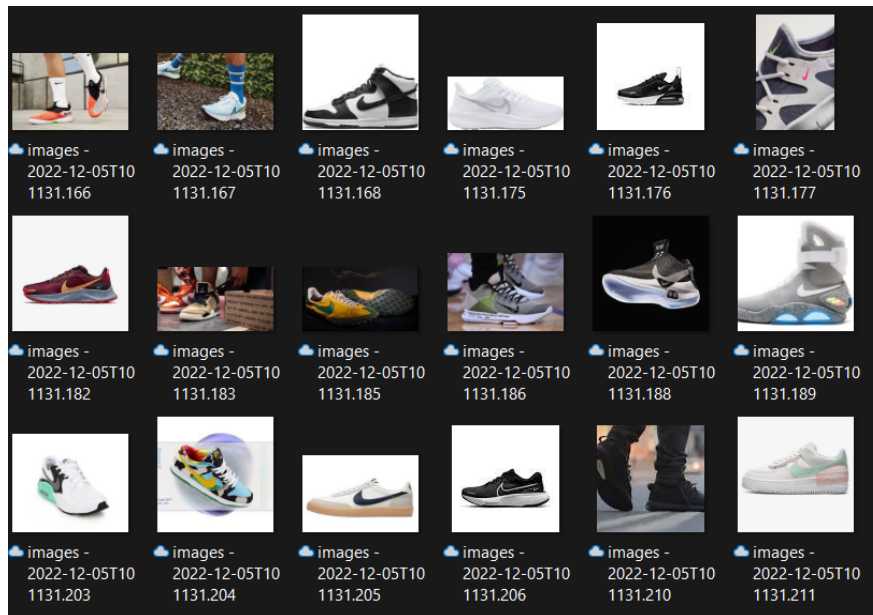 images -
2022-12-05T10
1131.166
images -
2022-12-05T10
1131.167
images -
2022-12-05T10
1131.168
images -
2022-12-05T10
1131.175
images -
2022-12-05T10
1131.176
images -
2022-12-05T10
1131.177
images -
2022-12-05T10
1131.182
images -
2022-12-05T10
1131.183
images -
2022-12-05T10
1131.185
images -
2022-12-05T10
1131.186
images -
2022-12-05T10
1131.188
images -
2022-12-05T10
1131.189
images -
2022-12-05T10
1131.203
images -
2022-12-05T10
1131.204
images -
2022-12-05T10
1131.205
images -
2022-12-05T10
1131.206
images -
2022-12-05T10
1131.210
images -
2022-12-05T10
1131.211